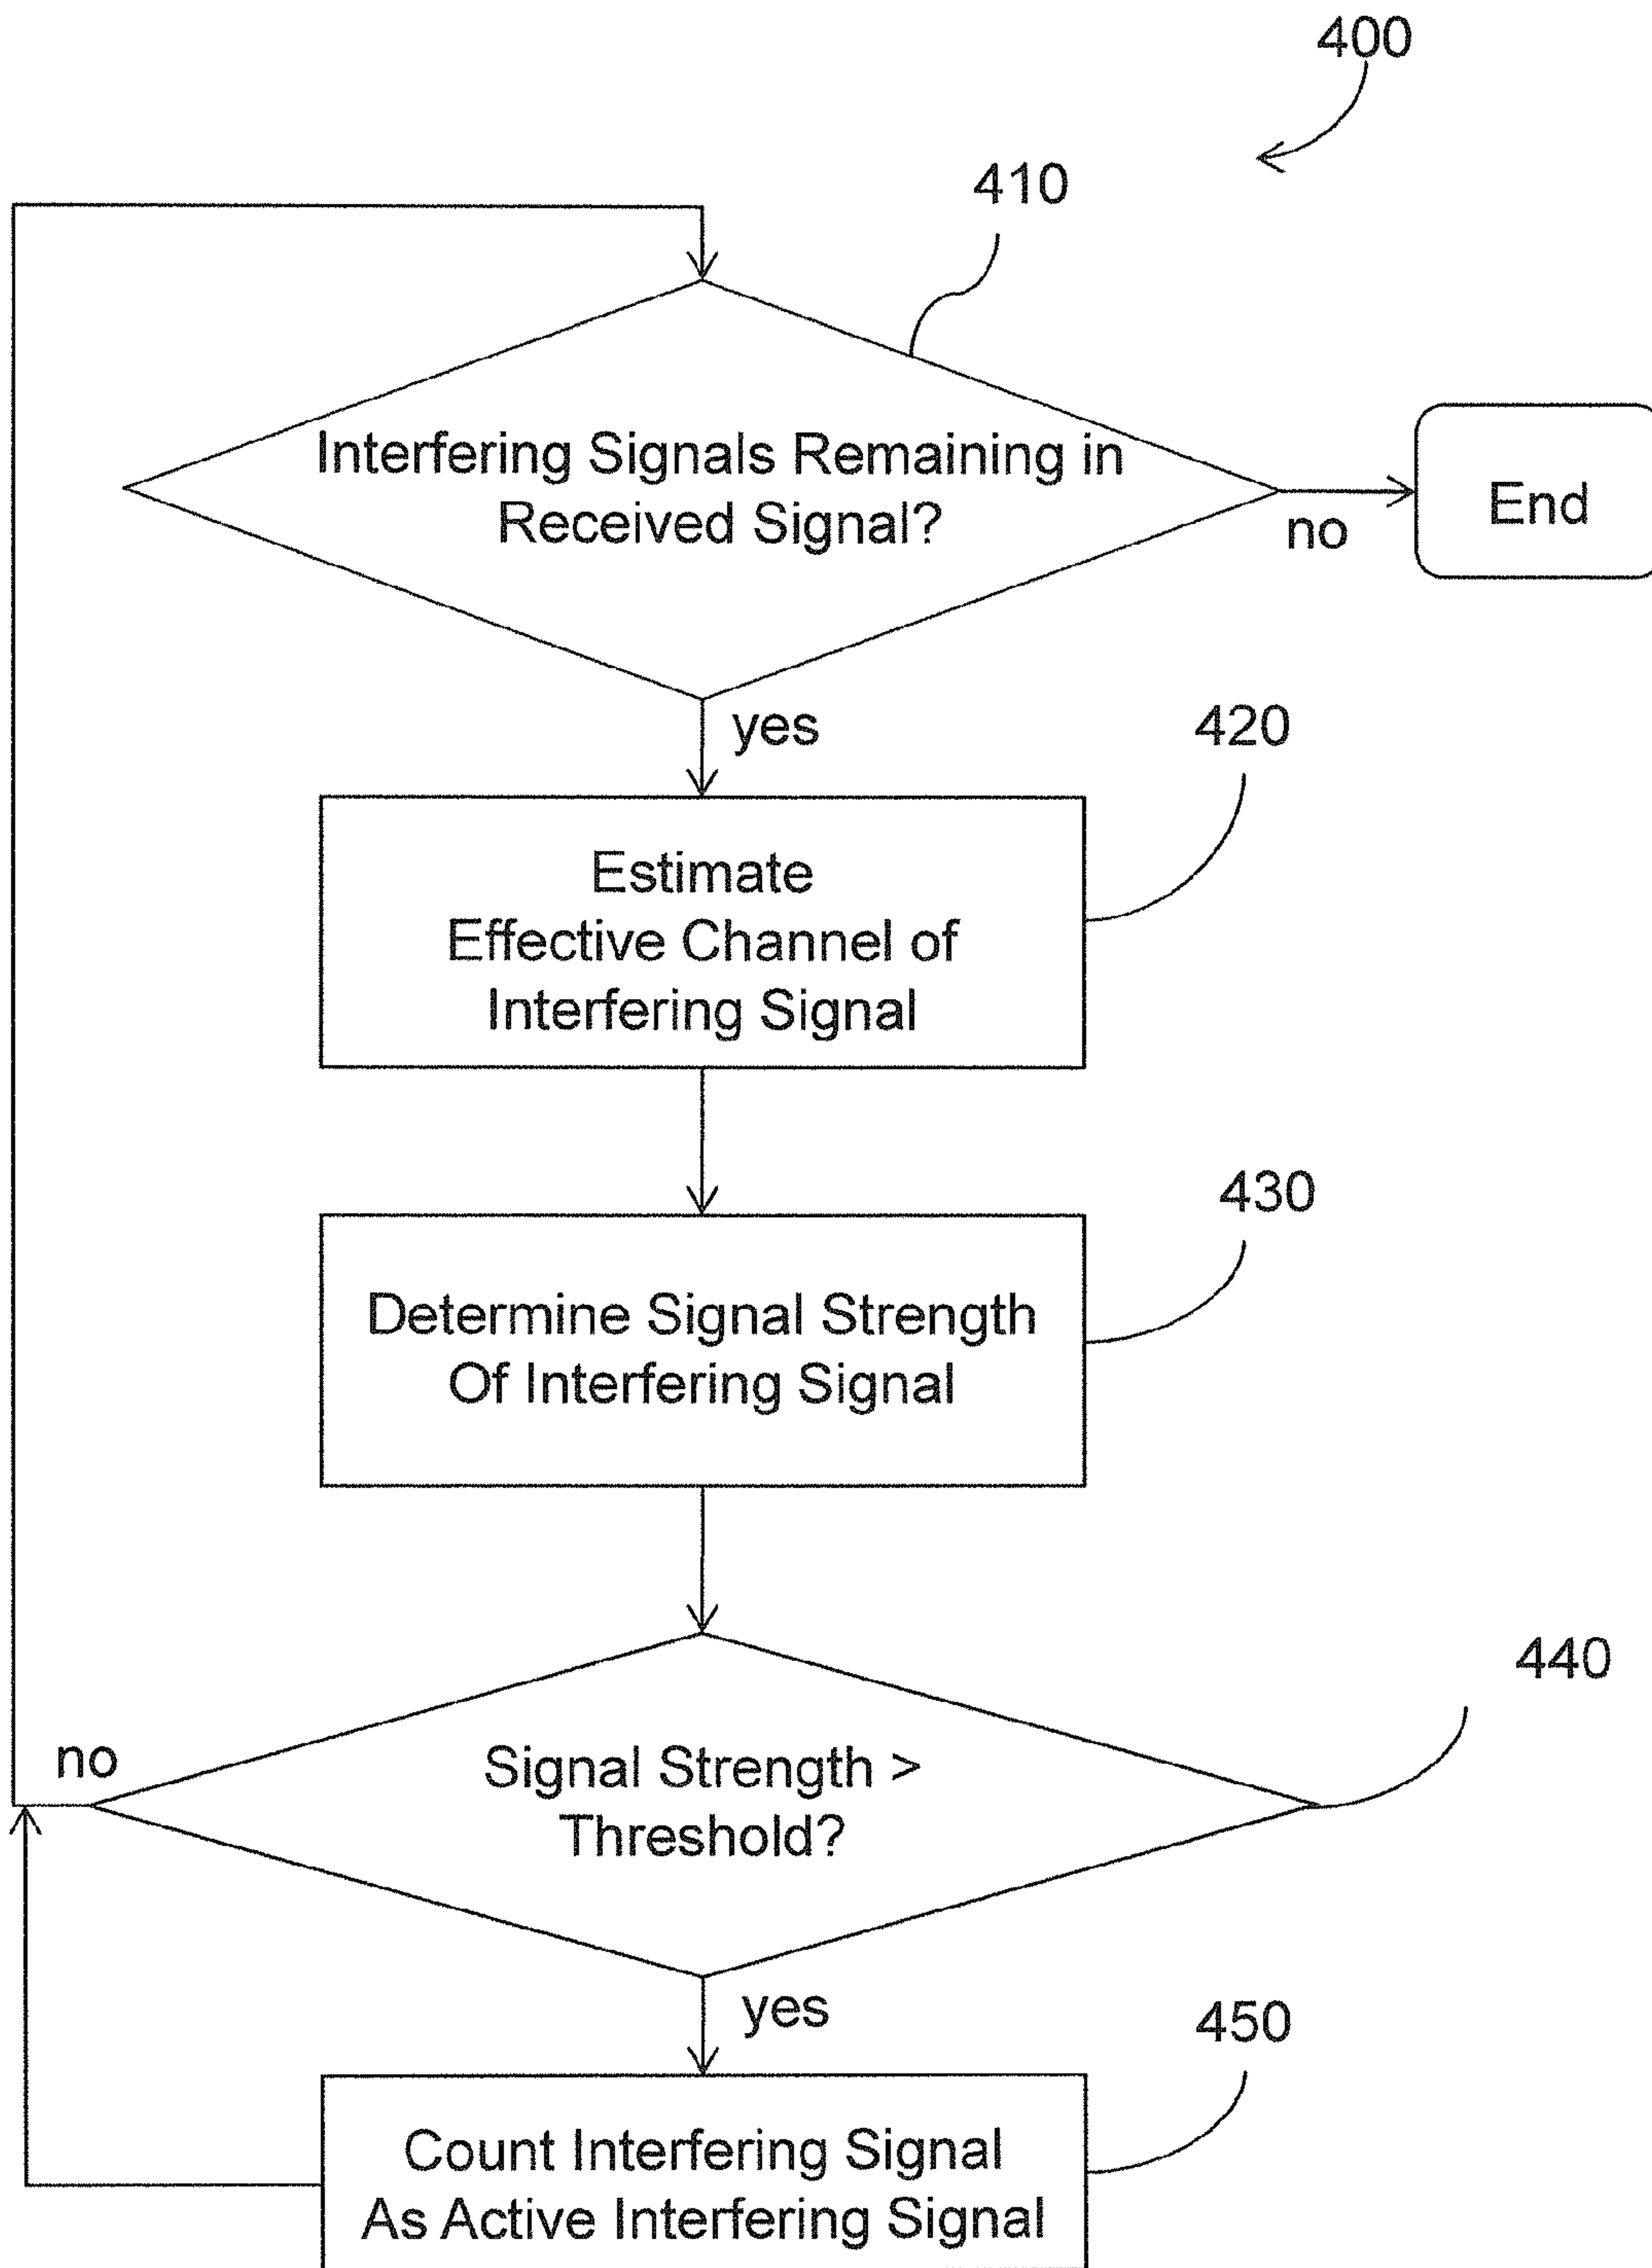 400
410
Interfering Signals Remaining in
Received Signal?
no
End
yes
420
Estimate
Effective Channel of
Interfering Signal
430
Determine Signal Strength
Of Interfering Signal
440
no
Signal Strength >
Threshold?
yes
450
Count Interfering Signal
As Active Interfering Signal